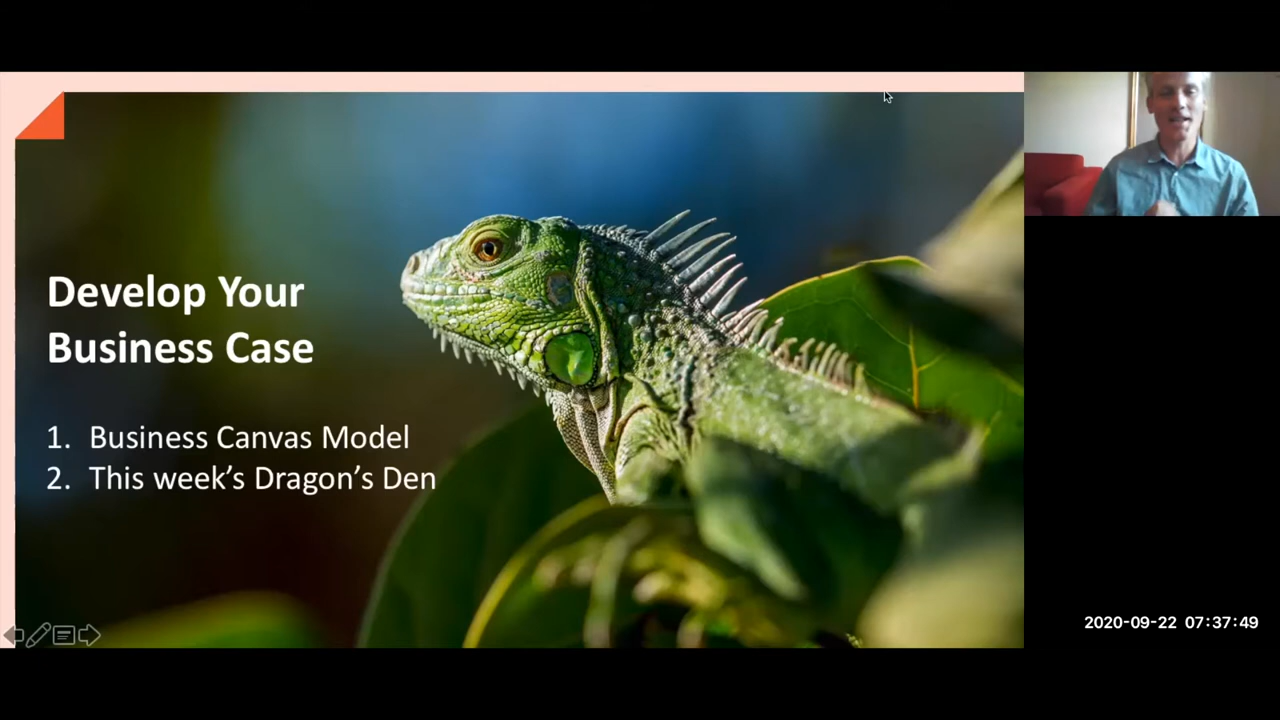 Develop Your
Business Case
1. Business Canvas Model
2. This week’s Dragon’s Den
2020-09-22 07:37:49